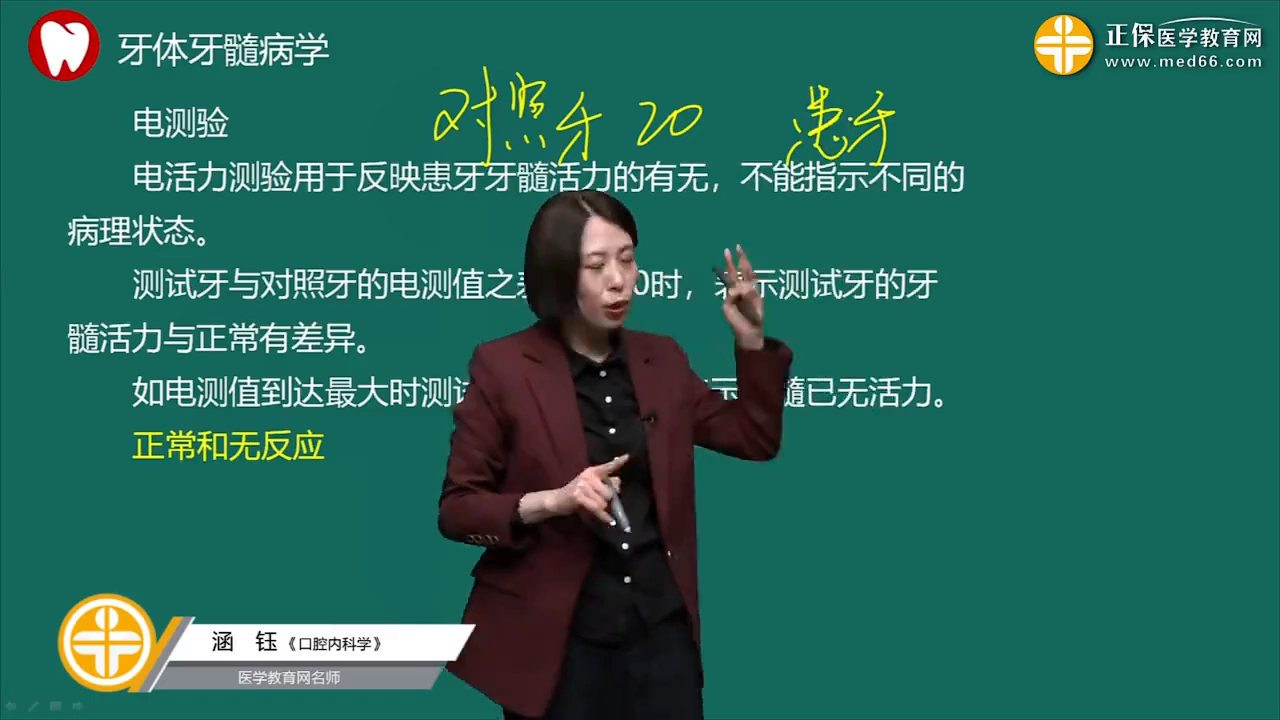 牙体牙髓病学
正保医学教育网
www.med66.com
对照牙 20 患牙
电测验
电活力测验用于反映患牙牙髓活力的有无，不能指示不同的
病理状态。
测试牙与对照牙的电测值之 0时， 示测试牙的牙
髓活力与正常有差异。
如电测值到达最大时测 示 髓已无活力。
正常和无反应
涵 钰《口腔内科学》
医学教育网名师